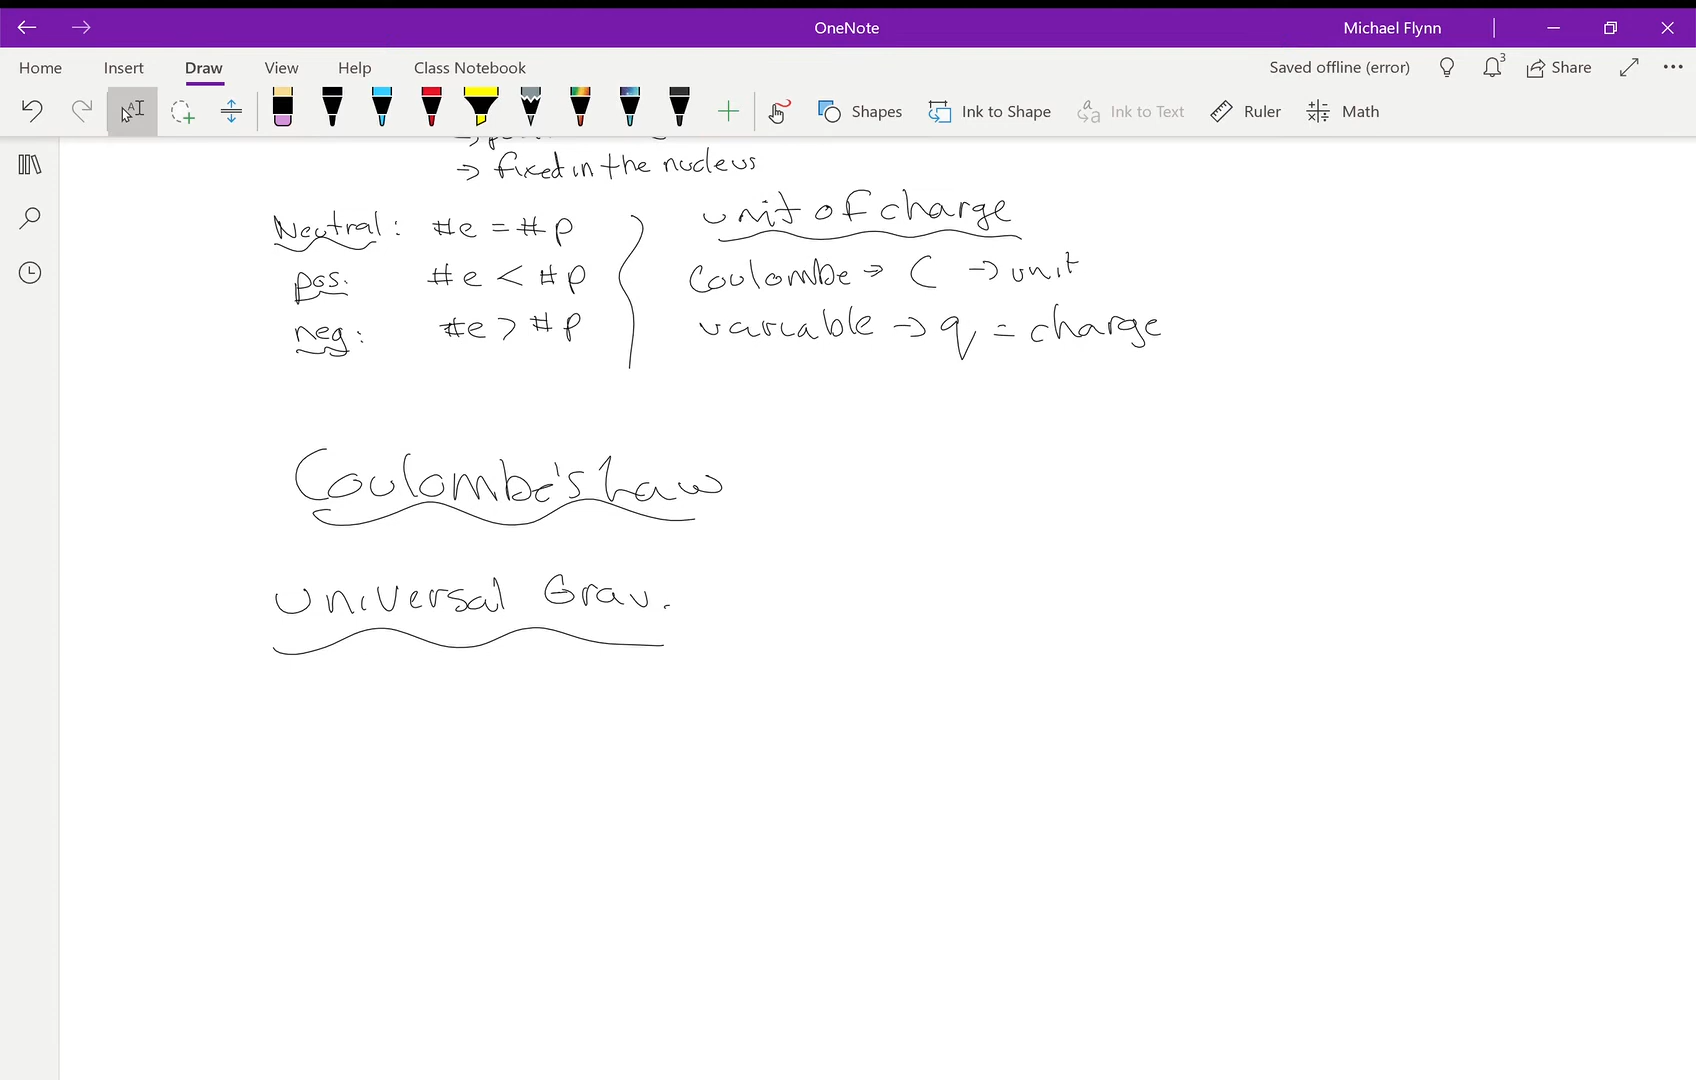 OneNote
Michael Flynn
Home Insert Draw View Help Class Notebook
Saved offline (error) 3 Share
Shapes Ink to Shape Ink to Text Ruler Math
→ fixed in the nucleus
Neutral: #e = #p
pos. #e < #p
neg: #e > #p
unit of charge
Coulombe → C → unit
variable → q = charge
Coulombe's Law
Universal Grav.